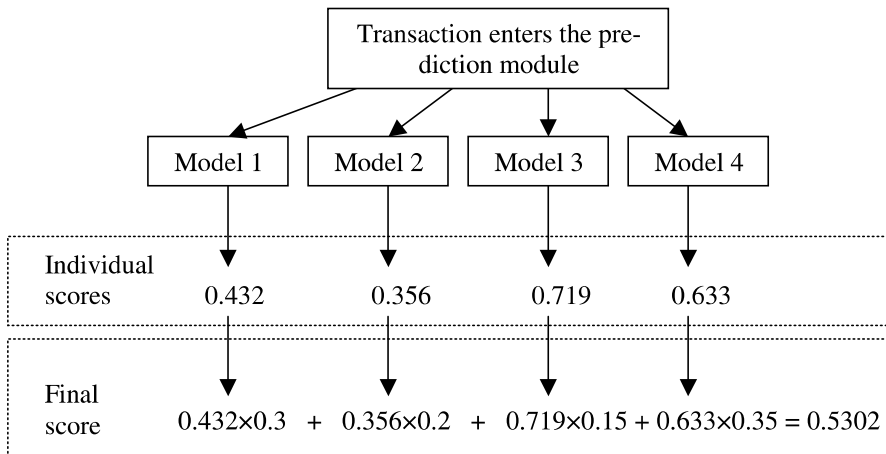 Transaction enters the pre-
diction module
Model 1 Model 2 Model 3 Model 4
Individual
scores 0.432 0.356 0.719 0.633
Final
score 0.432×0.3 + 0.356×0.2 + 0.719×0.15 + 0.633×0.35 = 0.5302